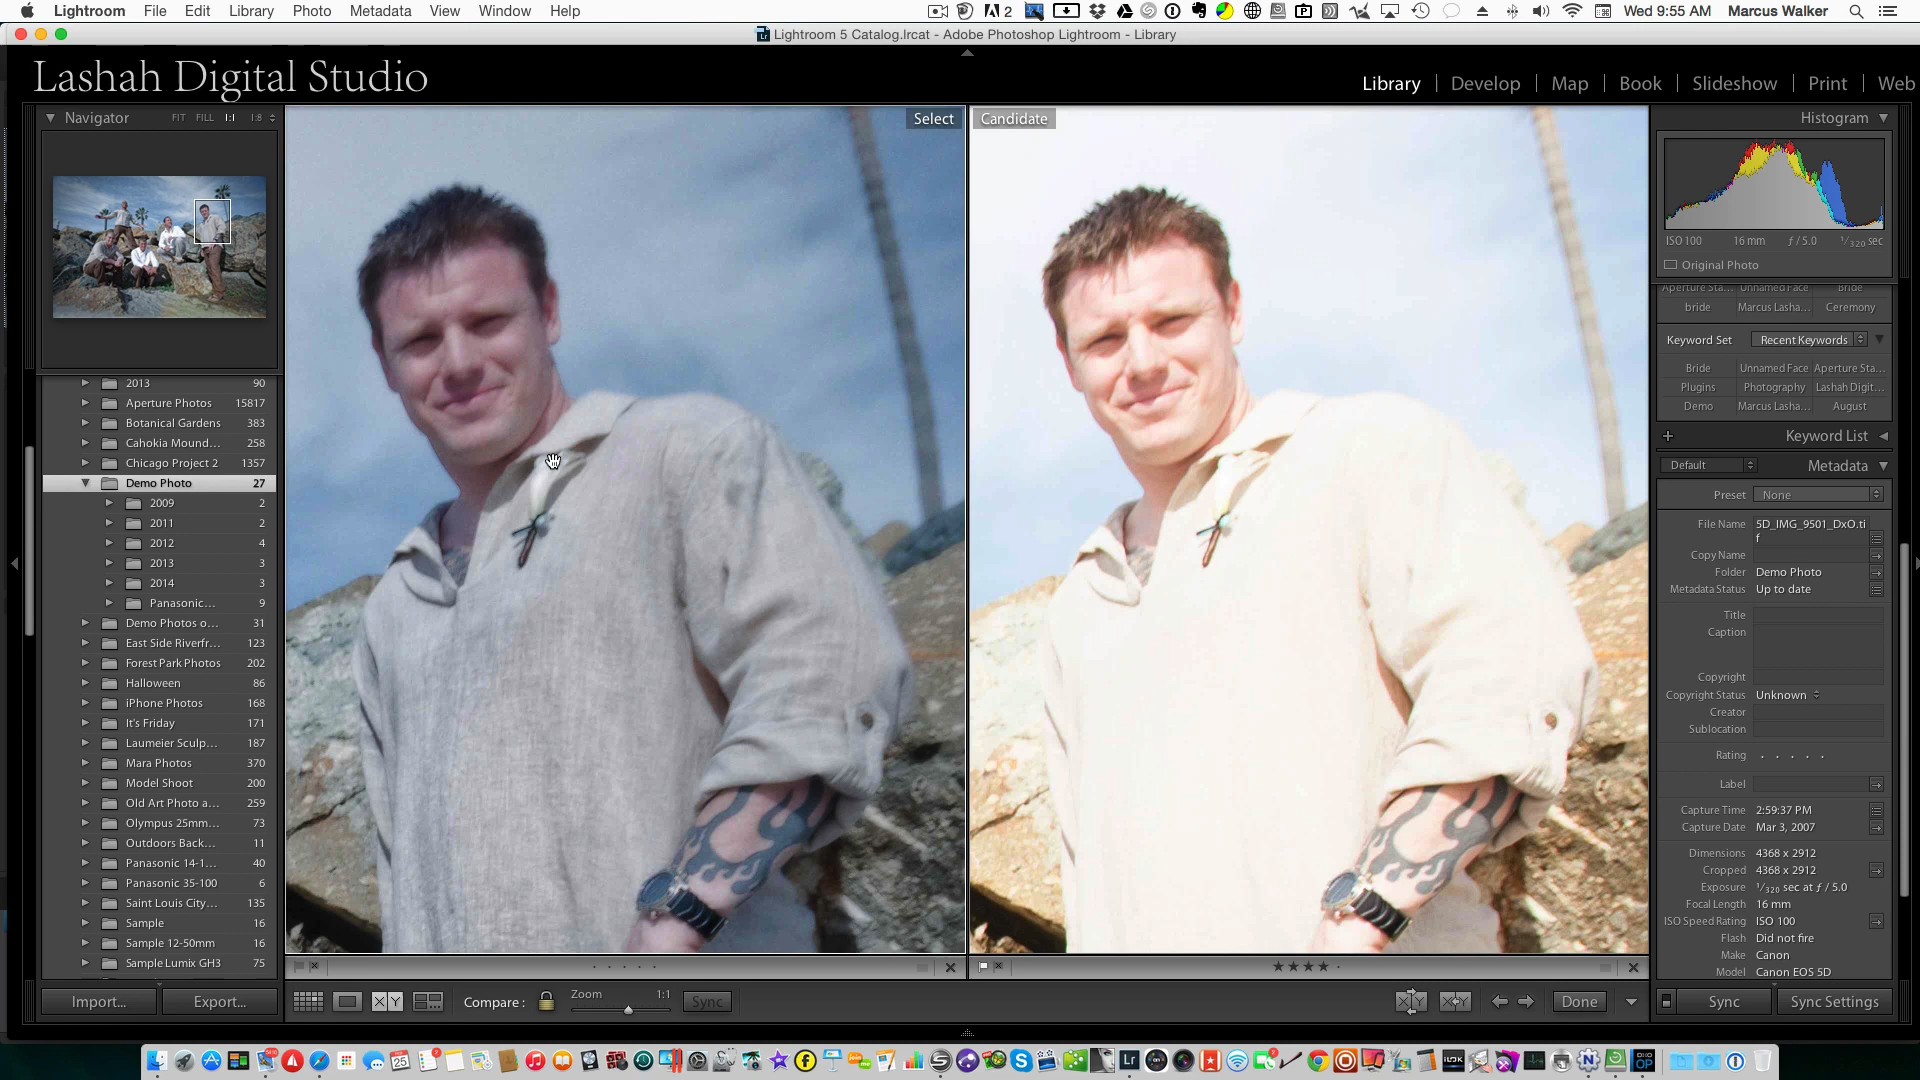 Lightroom File Edit Library Photo Metadata View Window Help
2 Wed 9:55 AM Marcus Walker
Lightroom 5 Catalog.lrcat - Adobe Photoshop Lightroom - Library
Lashah Digital Studio
Library Develop Map Book Slideshow Print Web
Navigator FIT FILL 1:1 1:8
2013 90
Aperture Photos 15817
Botanical Gardens 383
Cahokia Mound... 258
Chicago Project 2 1357
Demo Photo 27
2009 2
2011 2
2012 4
2013 3
2014 3
Panasonic... 9
Demo Photos o... 31
East Side Riverfr... 123
Forest Park Photos 202
Halloween 86
iPhone Photos 168
It's Friday 171
Laumeier Sculp... 187
Mara Photos 370
Model Shoot 200
Old Art Photo a... 259
Olympus 25mm... 73
Outdoors Back... 11
Panasonic 14-1... 40
Panasonic 35-100 6
Saint Louis City... 135
Sample 16
Sample 12-50mm 16
Sample Lumix GH3 75
Import... Export...
Select
Candidate
Compare : Zoom 1:1 Sync
Done
Histogram
ISO 100 16 mm ƒ / 5.0 1/320 sec
Original Photo
Aperture Sta... Unnamed Face Bride
bride Marcus Lasha... Ceremony
Keyword Set Recent Keywords
Bride Unnamed Face Aperture Sta...
Plugins Photography Lashah Digit...
Demo Marcus Lasha... August
Keyword List
Default Metadata
Preset None
File Name 5D_IMG_9501_DxO.ti
f
Copy Name
Folder Demo Photo
Metadata Status Up to date
Title
Caption
Copyright
Copyright Status Unknown
Creator
Sublocation
Rating
Label
Capture Time 2:59:37 PM
Capture Date Mar 3, 2007
Dimensions 4368 x 2912
Cropped 4368 x 2912
Exposure 1/320 sec at ƒ / 5.0
Focal Length 16 mm
ISO Speed Rating ISO 100
Flash Did not fire
Make Canon
Model Canon EOS 5D
Sync Sync Settings